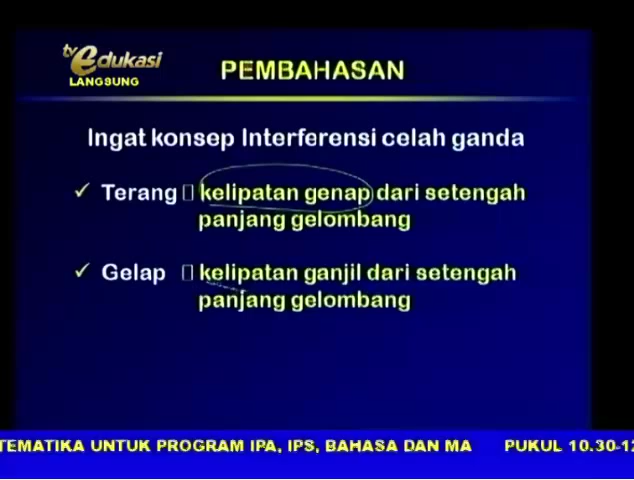 tv edukasi
LANGSUNG
PEMBAHASAN
Ingat konsep Interferensi celah ganda
✓ Terang kelipatan genap dari setengah
panjang gelombang
✓ Gelap kelipatan ganjil dari setengah
panjang gelombang
TEMATIKA UNTUK PROGRAM IPA, IPS, BAHASA DAN MA PUKUL 10.30-12